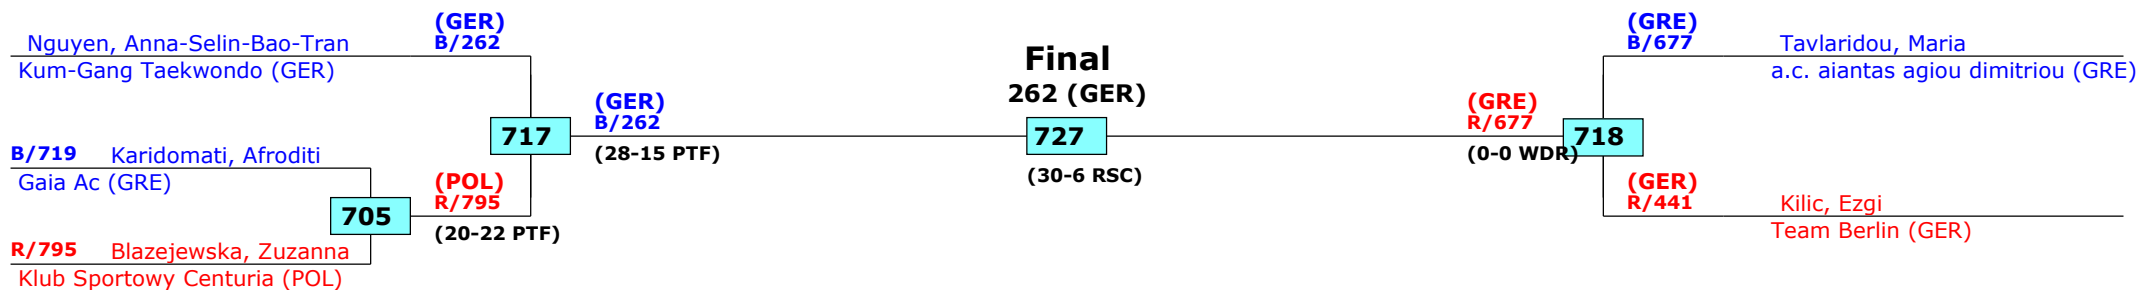 (GER)
B/262
Nguyen, Anna-Selin-Bao-Tran
Kum-Gang Taekwondo (GER)
717
(GER)
B/262
(28-15 PTF)
B/719 Karidomati, Afroditi
Gaia Ac (GRE)
705
(POL)
R/795
(20-22 PTF)
R/795 Blazejewska, Zuzanna
Klub Sportowy Centuria (POL)
Final
262 (GER)
727
(30-6 RSC)
(GRE)
R/677
(0-0 WDR)
718
(GRE)
B/677
Tavlaridou, Maria
a.c. aiantas agiou dimitriou (GRE)
(GER)
R/441
Kilic, Ezgi
Team Berlin (GER)